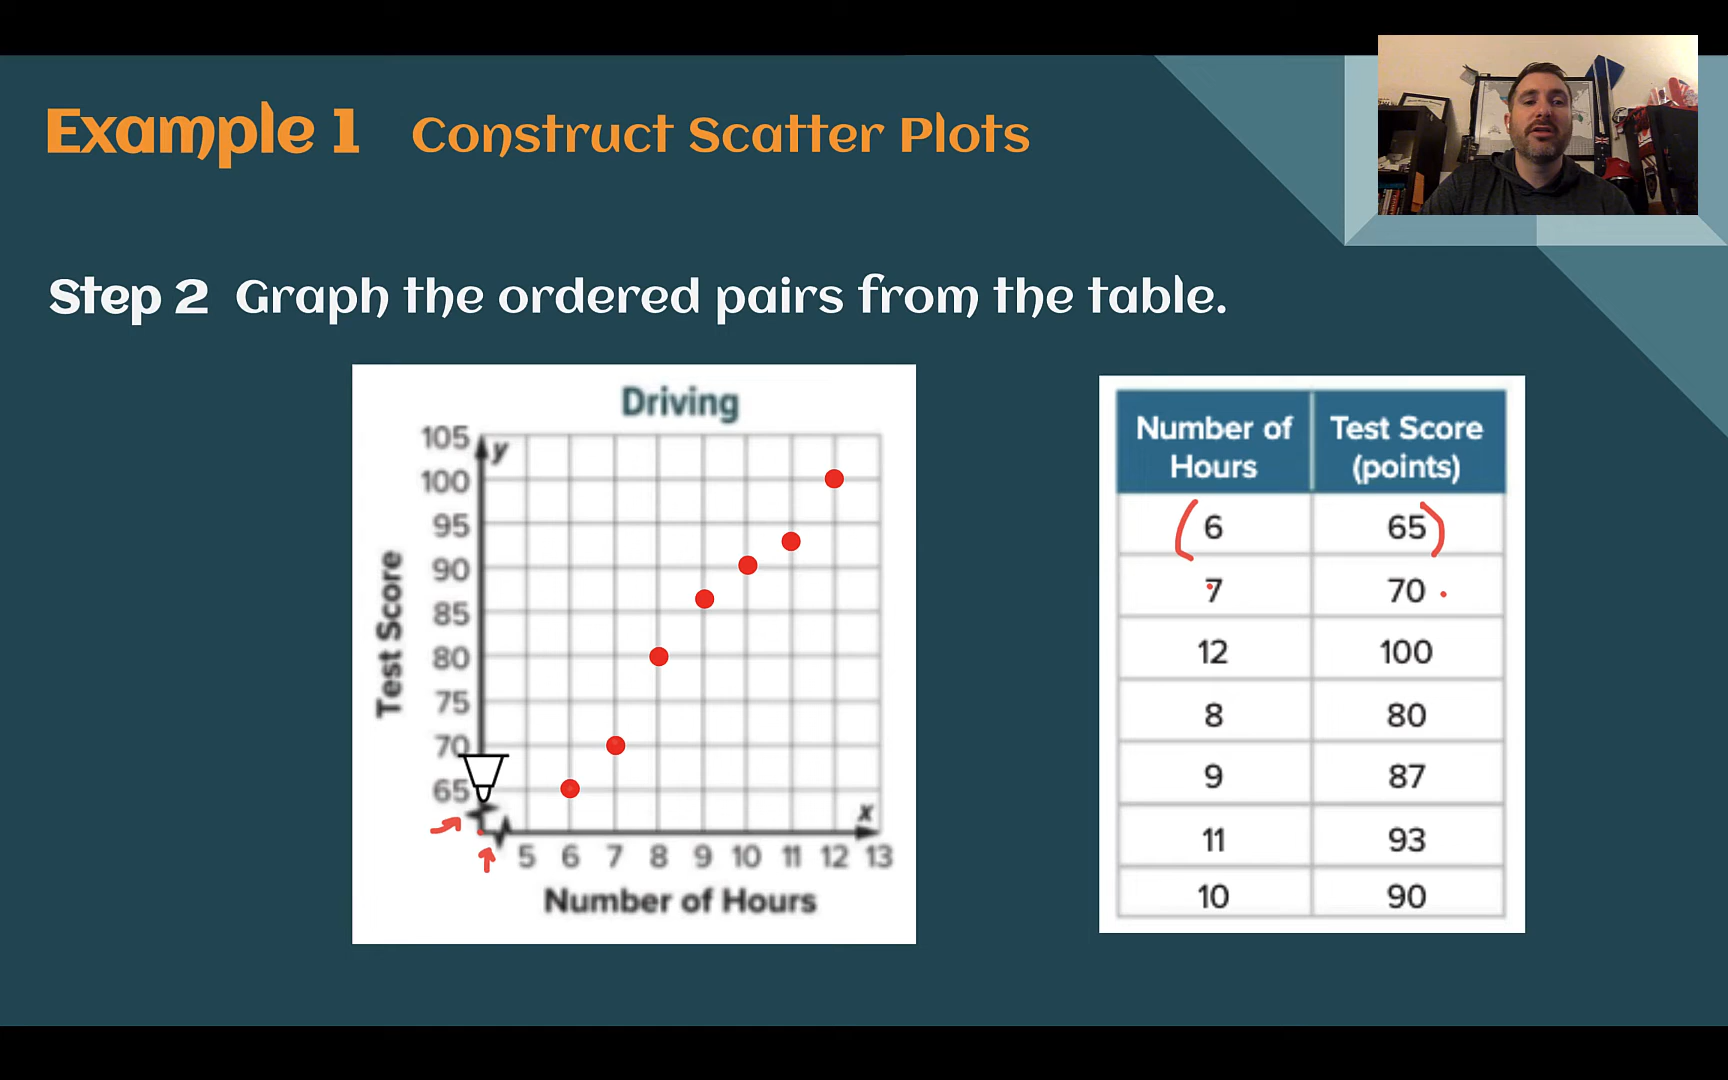 Example 1 Construct Scatter Plots
Step 2 Graph the ordered pairs from the table.
Driving
105
y
100
95
90
85
80
75
70
65
Test Score
x
5 6 7 8 9 10 11 12 13
Number of Hours
Number of Hours
Test Score (points)
( 6 65 )
7 70
12 100
8 80
9 87
11 93
10 90